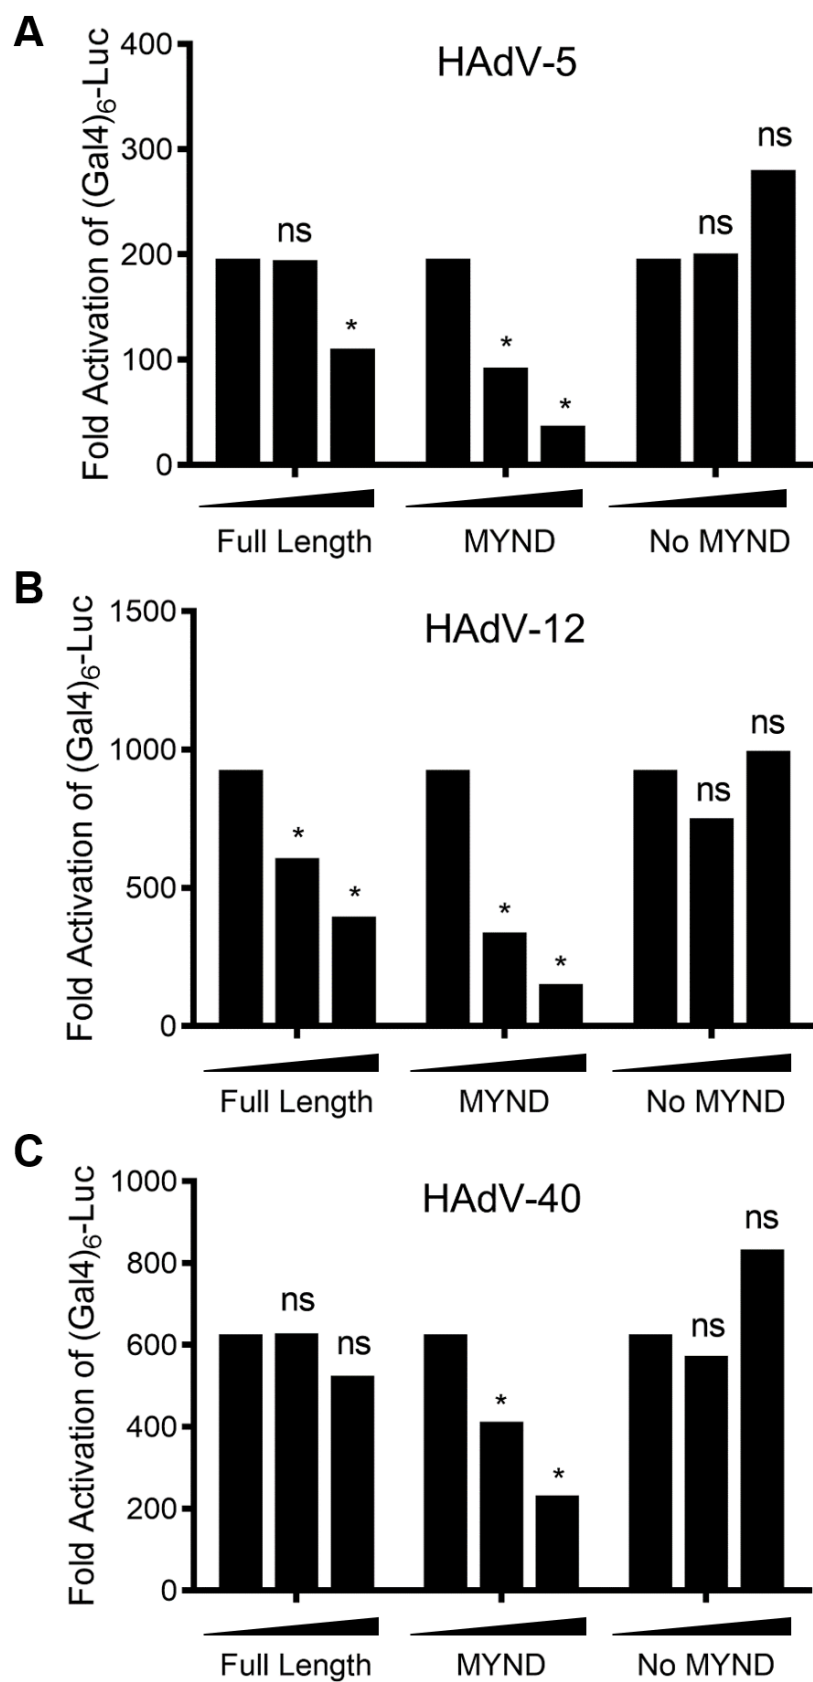 A
HAdV-5
Fold Activation of (Gal4)6-Luc
400
300
200
100
0
ns
*
*
*
ns
ns
Full Length
MYND
No MYND
B
HAdV-12
Fold Activation of (Gal4)6-Luc
1500
1000
500
0
*
*
*
*
ns
ns
Full Length
MYND
No MYND
C
HAdV-40
Fold Activation of (Gal4)6-Luc
1000
800
600
400
200
0
ns
ns
*
*
ns
ns
Full Length
MYND
No MYND